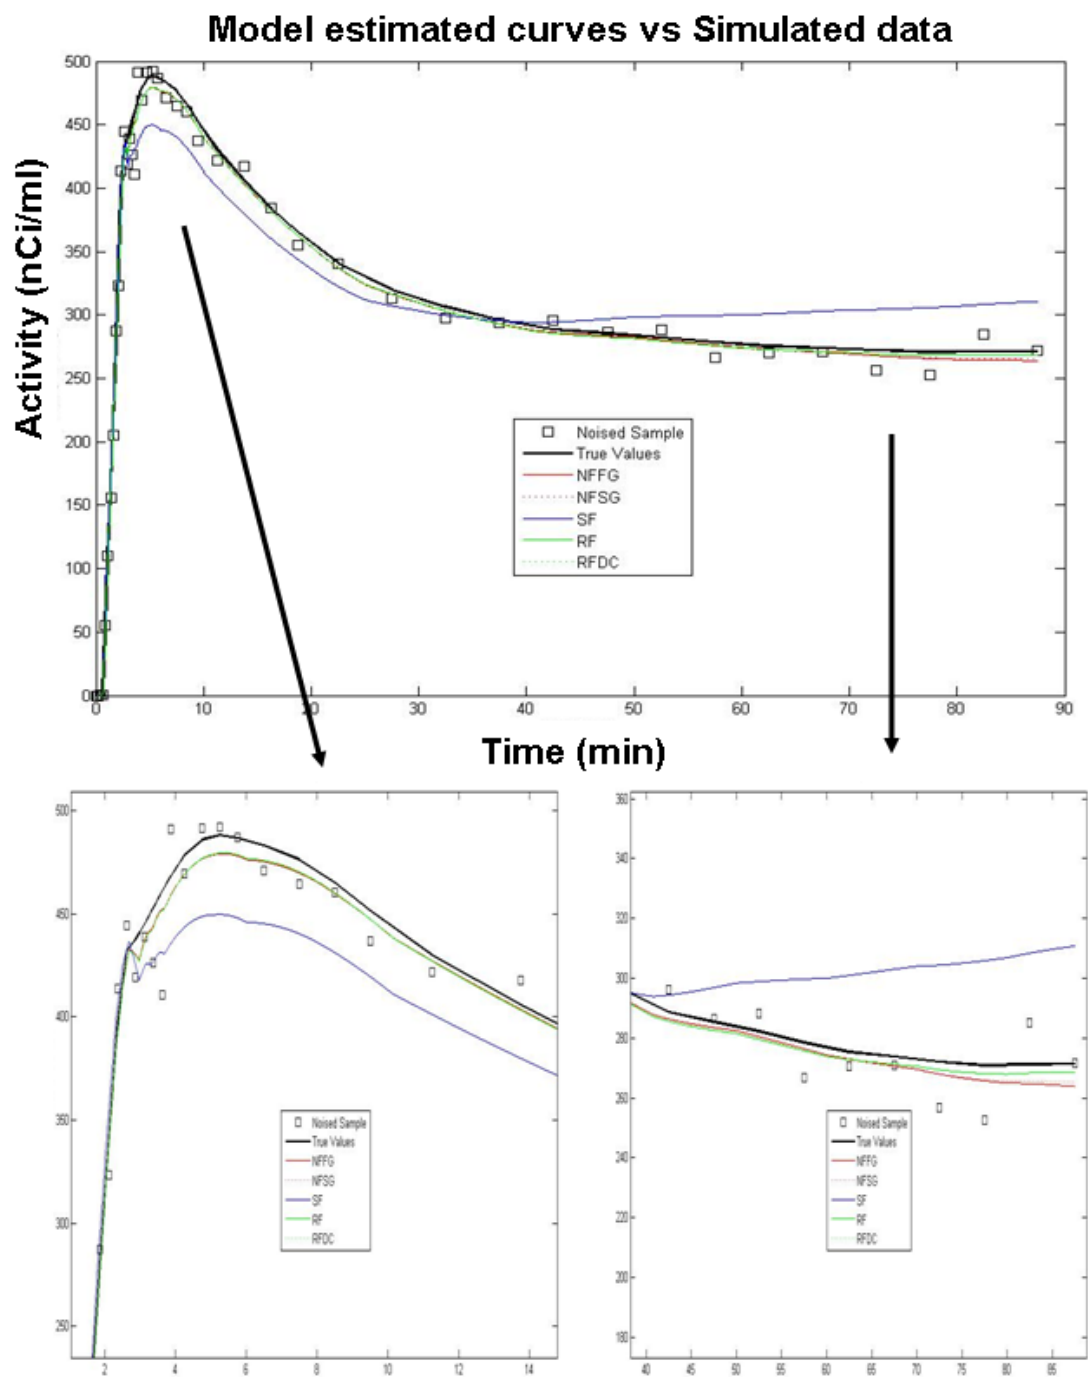 Model estimated curves vs Simulated data
Activity (nCi/ml)
500
450
400
350
300
250
200
150
100
50
0
0 10 20 30 40 50 60 70 80 90
Noised Sample
True Values
NFFG
NFSG
SF
RF
RFDC
Time (min)
500
450
400
350
300
250
2 4 6 8 10 12 14
Noised Sample
True Values
NFFG
NFSG
SF
RF
RFDC
360
340
320
300
280
260
240
220
200
180
40 45 50 55 60 65 70 75 80 85
Noised Sample
True Values
NFFG
NFSG
SF
RF
RFDC